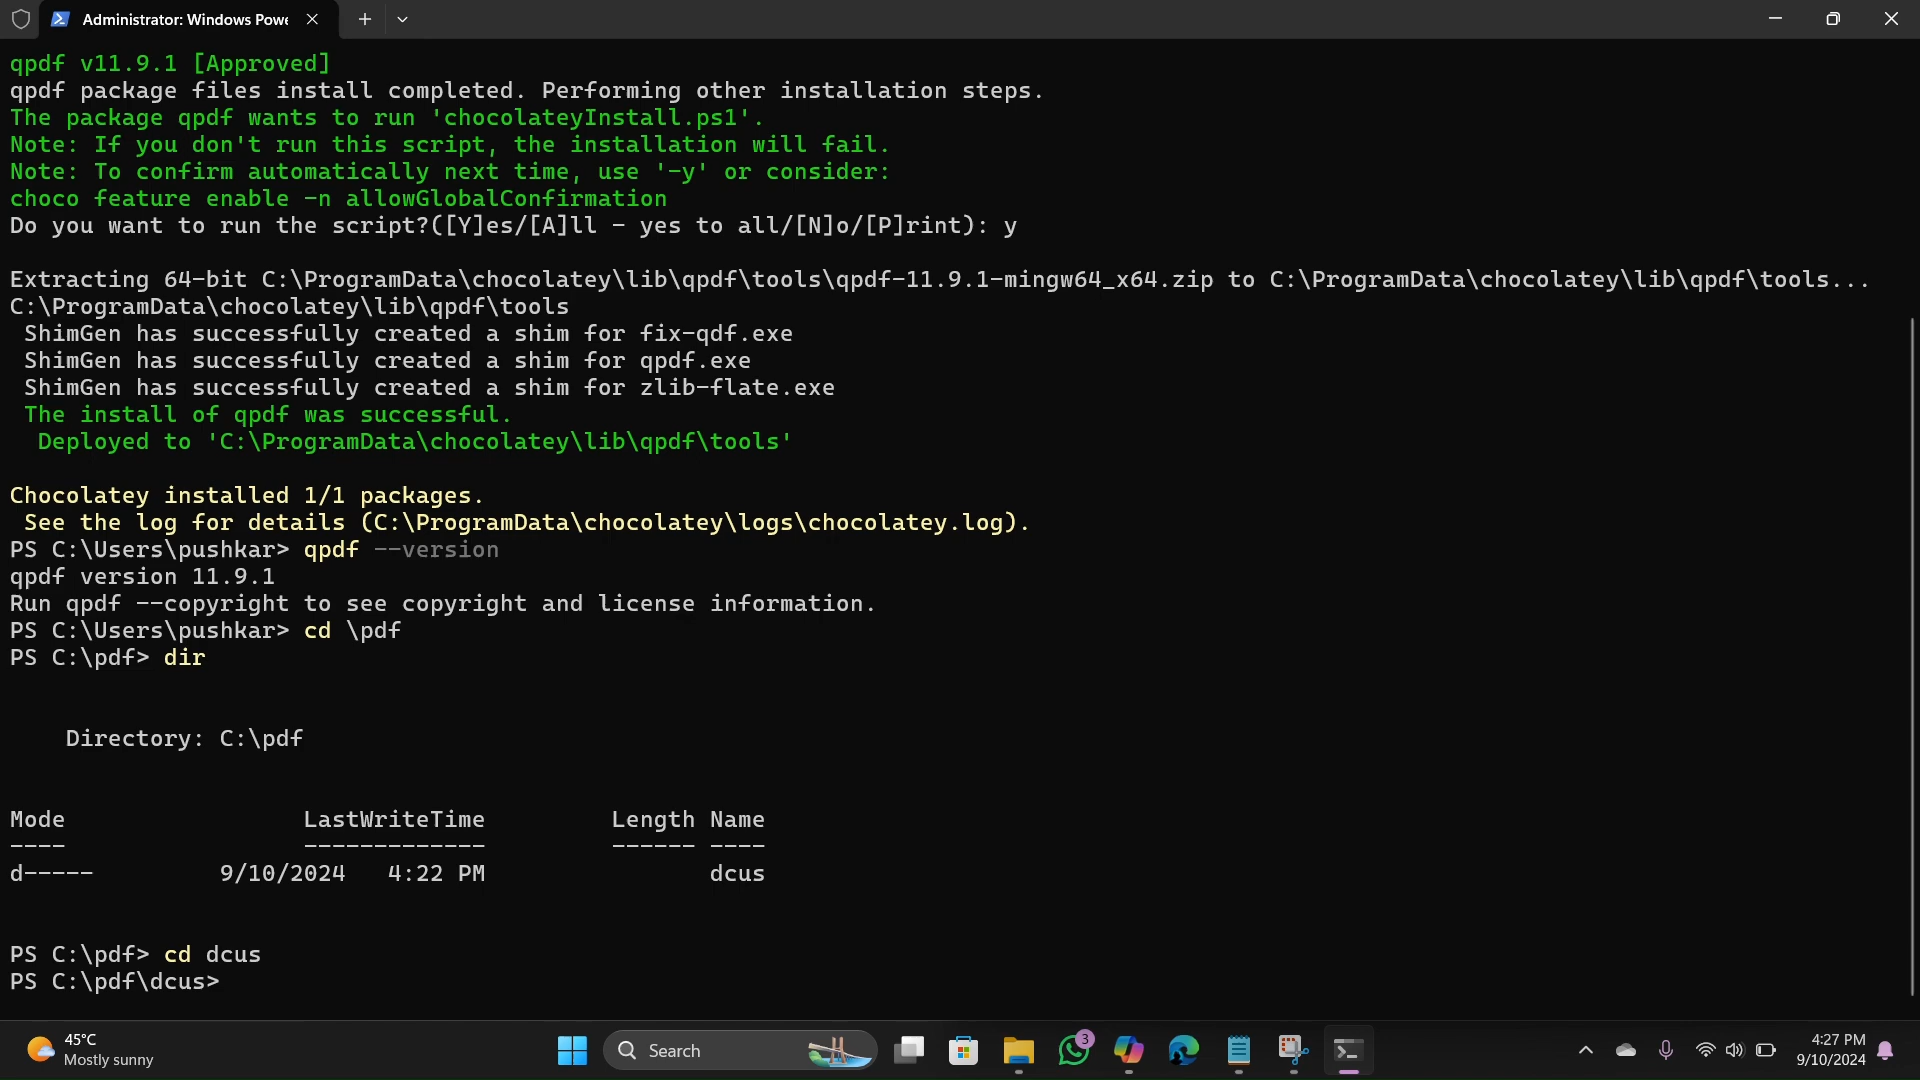 Administrator: Windows Powe
qpdf v11.9.1 [Approved]
qpdf package files install completed. Performing other installation steps.
The package qpdf wants to run 'chocolateyInstall.ps1'.
Note: If you don't run this script, the installation will fail.
Note: To confirm automatically next time, use '-y' or consider:
choco feature enable -n allowGlobalConfirmation
Do you want to run the script?([Y]es/[A]ll - yes to all/[N]o/[P]rint): y
Extracting 64-bit C:\ProgramData\chocolatey\lib\qpdf\tools\qpdf-11.9.1-mingw64_x64.zip to C:\ProgramData\chocolatey\lib\qpdf\tools...
C:\ProgramData\chocolatey\lib\qpdf\tools
ShimGen has successfully created a shim for fix-qdf.exe
ShimGen has successfully created a shim for qpdf.exe
ShimGen has successfully created a shim for zlib-flate.exe
The install of qpdf was successful.
Deployed to 'C:\ProgramData\chocolatey\lib\qpdf\tools'
Chocolatey installed 1/1 packages.
See the log for details (C:\ProgramData\chocolatey\logs\chocolatey.log).
PS C:\Users\pushkar> qpdf --version
qpdf version 11.9.1
Run qpdf --copyright to see copyright and license information.
PS C:\Users\pushkar> cd \pdf
PS C:\pdf> dir
Directory: C:\pdf
Mode LastWriteTime Length Name
---- ------------- ------ ----
d----- 9/10/2024 4:22 PM dcus
PS C:\pdf> cd dcus
PS C:\pdf\dcus>
45°C
Mostly sunny
Search
3
4:27 PM
9/10/2024